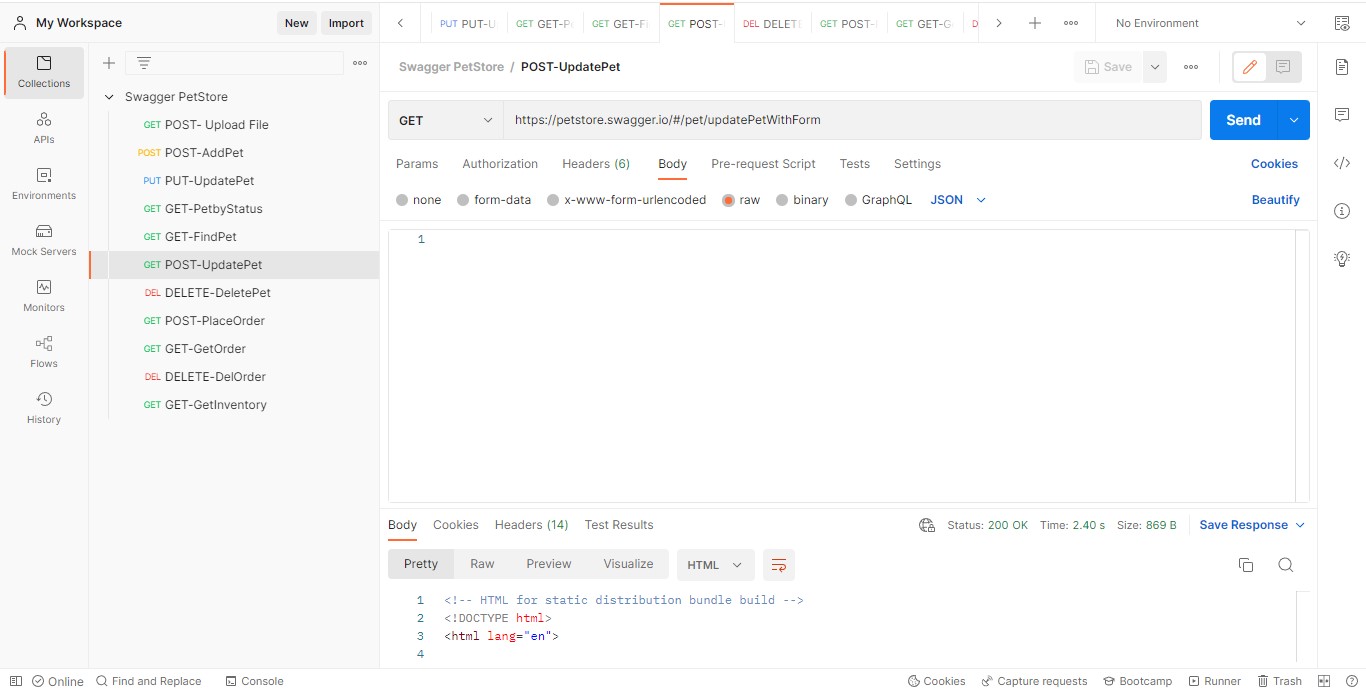 My Workspace
New
Import
PUT PUT-U
GET GET-P
GET GET-Fi
GET POST-
DEL DELET
GET POST-
GET GET-G
D
No Environment
Collections
APIs
Environments
Mock Servers
Monitors
Flows
History
Swagger PetStore
GET POST- Upload File
POST POST-AddPet
PUT PUT-UpdatePet
GET GET-PetbyStatus
GET GET-FindPet
GET POST-UpdatePet
DEL DELETE-DeletePet
GET POST-PlaceOrder
GET GET-GetOrder
DEL DELETE-DelOrder
GET GET-GetInventory
Swagger PetStore / POST-UpdatePet
Save
GET
https://petstore.swagger.io/#/pet/updatePetWithForm
Send
Params
Authorization
Headers (6)
Body
Pre-request Script
Tests
Settings
Cookies
none
form-data
x-www-form-urlencoded
raw
binary
GraphQL
JSON
Beautify
1
Body
Cookies
Headers (14)
Test Results
Status: 200 OK
Time: 2.40 s
Size: 869 B
Save Response
Pretty
Raw
Preview
Visualize
HTML
1 <!-- HTML for static distribution bundle build -->
2 <!DOCTYPE html>
3 <html lang="en">
4
Online
Find and Replace
Console
Cookies
Capture requests
Bootcamp
Runner
Trash